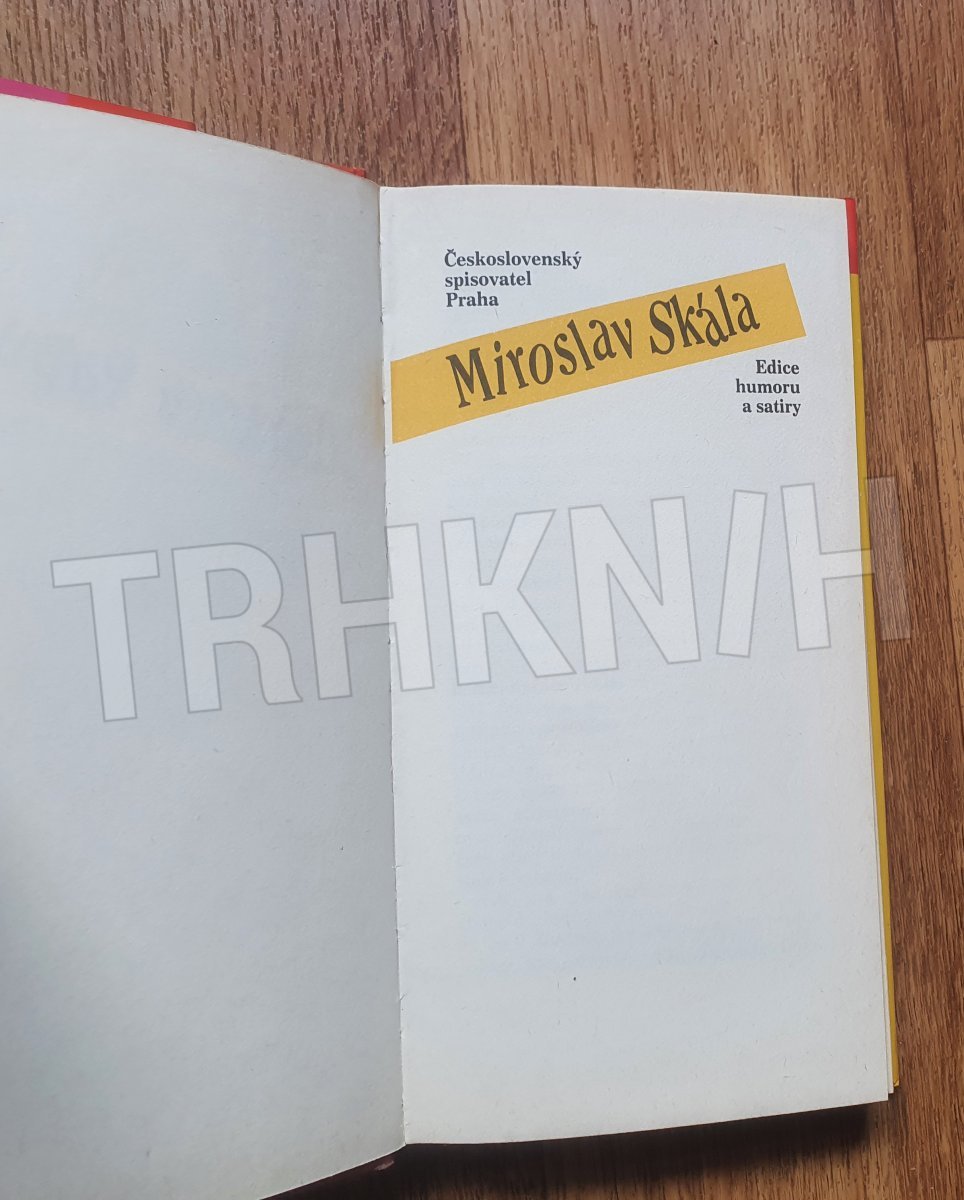 Československý
spisovatel
Praha
Miroslav Skála
Edice
humoru
a satiry
TRHKNIH